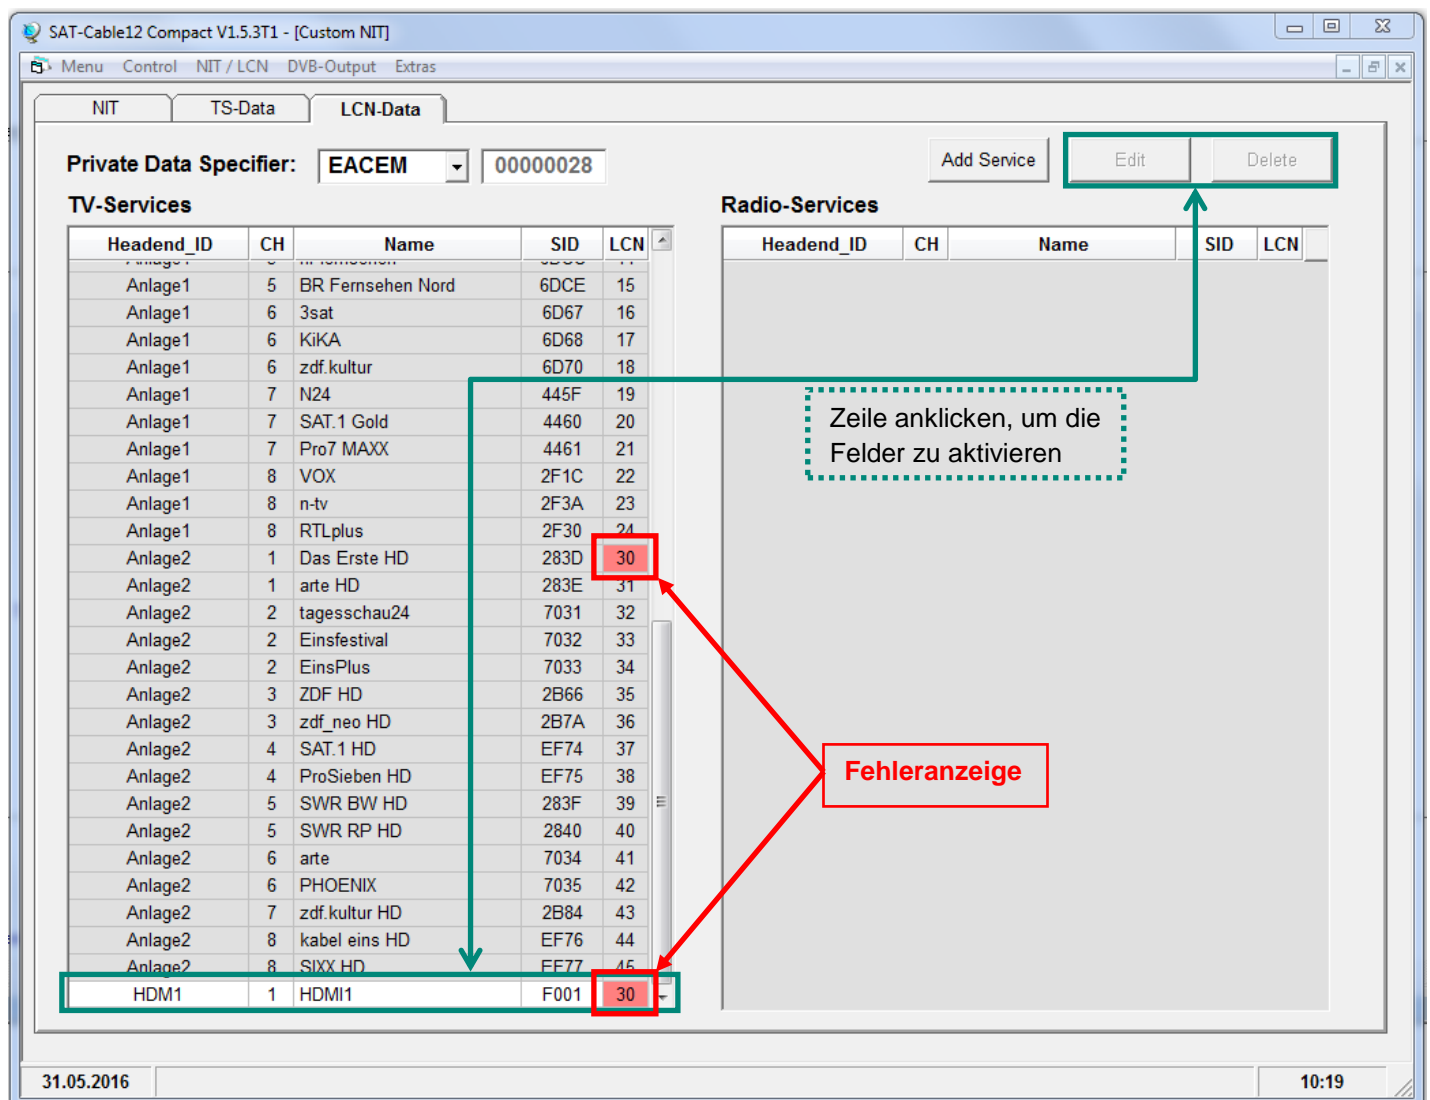 SAT-Cable12 Compact V1.5.3T1 - [Custom NIT]
Menu Control NIT / LCN DVB-Output Extras
NIT TS-Data LCN-Data
Private Data Specifier: EACEM 00000028 Add Service Edit Delete
TV-Services Radio-Services
Headend_ID CH Name SID LCN Headend_ID CH Name SID LCN
Anlage1 5 BR Fernsehen Nord 6DCE 15
Anlage1 6 3sat 6D67 16
Anlage1 6 KiKA 6D68 17
Anlage1 6 zdf.kultur 6D70 18
Anlage1 7 N24 445F 19
Anlage1 7 SAT.1 Gold 4460 20
Anlage1 7 Pro7 MAXX 4461 21
Anlage1 8 VOX 2F1C 22
Anlage1 8 n-tv 2F3A 23
Anlage1 8 RTLplus 2F30 24
Anlage2 1 Das Erste HD 283D 30
Anlage2 1 arte HD 283E 31
Anlage2 2 tagesschau24 7031 32
Anlage2 2 Einsfestival 7032 33
Anlage2 2 EinsPlus 7033 34
Anlage2 3 ZDF HD 2B66 35
Anlage2 3 zdf_neo HD 2B7A 36
Anlage2 4 SAT.1 HD EF74 37
Anlage2 4 ProSieben HD EF75 38
Anlage2 5 SWR BW HD 283F 39
Anlage2 5 SWR RP HD 2840 40
Anlage2 6 arte 7034 41
Anlage2 6 PHOENIX 7035 42
Anlage2 7 zdf.kultur HD 2B84 43
Anlage2 8 kabel eins HD EF76 44
Anlage2 8 SIXX HD EF77 45
HDM1 1 HDMI1 F001 30
Zeile anklicken, um die
Felder zu aktivieren
Fehleranzeige
31.05.2016 10:19